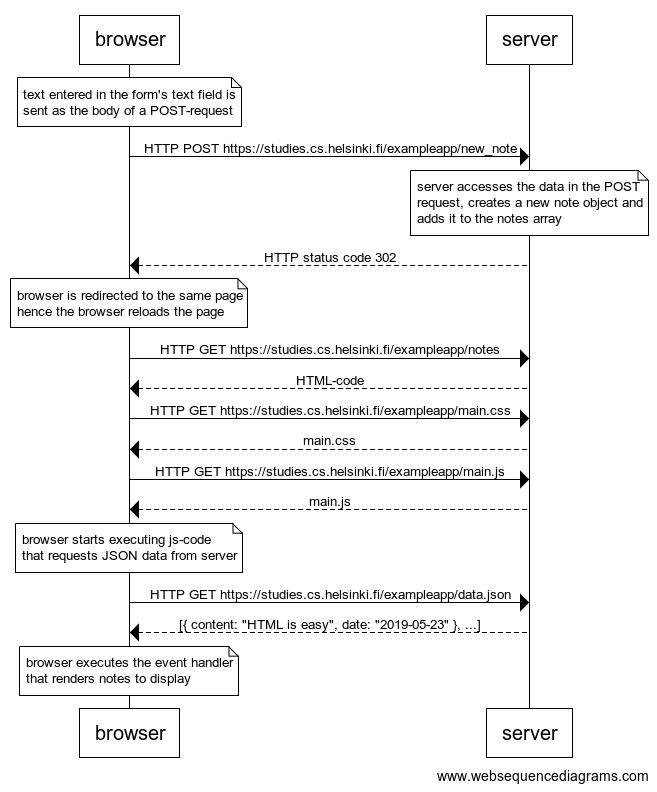 browser
server
text entered in the form's text field is
sent as the body of a POST-request
HTTP POST https://studies.cs.helsinki.fi/exampleapp/new_note
server accesses the data in the POST
request, creates a new note object and
adds it to the notes array
HTTP status code 302
browser is redirected to the same page
hence the browser reloads the page
HTTP GET https://studies.cs.helsinki.fi/exampleapp/notes
HTML-code
HTTP GET https://studies.cs.helsinki.fi/exampleapp/main.css
main.css
HTTP GET https://studies.cs.helsinki.fi/exampleapp/main.js
main.js
browser starts executing js-code
that requests JSON data from server
HTTP GET https://studies.cs.helsinki.fi/exampleapp/data.json
[{ content: "HTML is easy", date: "2019-05-23" }, ...]
browser executes the event handler
that renders notes to display
browser
server
www.websequencediagrams.com